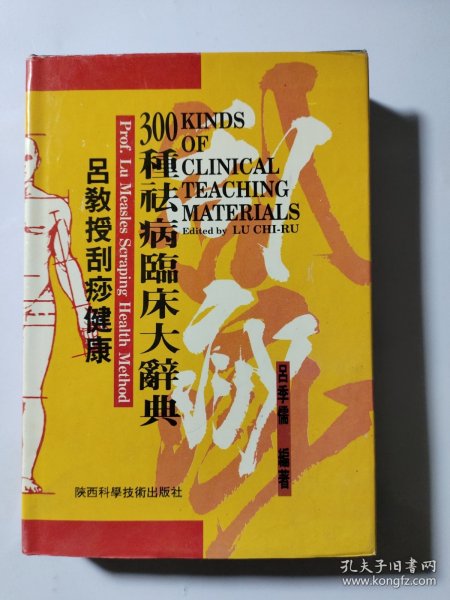 300種祛病臨床大辭典
300 KINDS
OF
CLINICAL
TEACHING
MATERIALS
Edited by LU CHI-RU
Prof. Lu Measles Scraping Health Method
呂教授刮痧健康
刮痧
呂季儒 編著
陝西科學技術出版社
孔夫子旧书网
www.kongfz.com